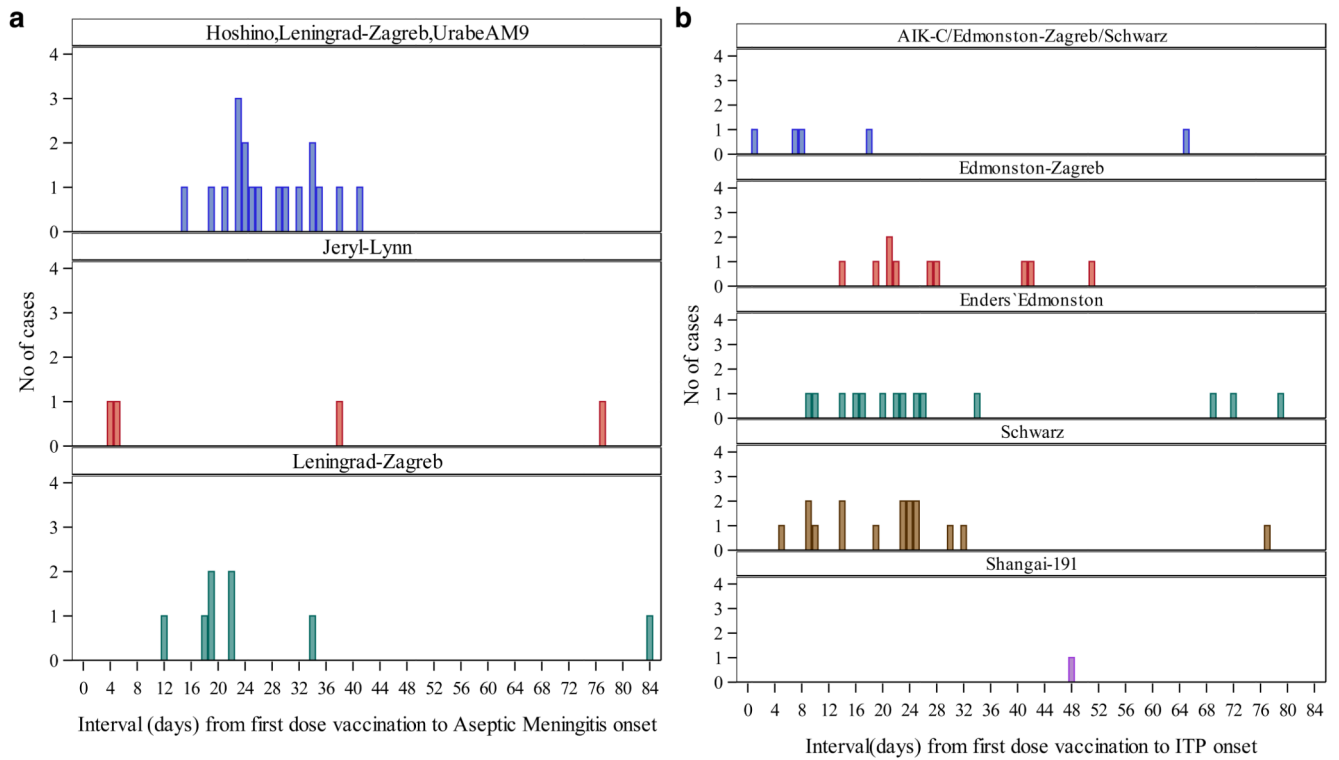 a
Hoshino,Leningrad-Zagreb,UrabeAM9
4
3
2
1
0
Jeryl-Lynn
4
3
2
1
0
Leningrad-Zagreb
4
3
2
1
0
No of cases
0 4 8 12 16 20 24 28 32 36 40 44 48 52 56 60 64 68 72 76 80 84
Interval (days) from first dose vaccination to Aseptic Meningitis onset
b
AIK-C/Edmonston-Zagreb/Schwarz
4
3
2
1
0
Edmonston-Zagreb
4
3
2
1
0
Enders`Edmonston
4
3
2
1
0
Schwarz
4
3
2
1
0
Shangai-191
4
3
2
1
0
No of cases
0 4 8 12 16 20 24 28 32 36 40 44 48 52 56 60 64 68 72 76 80 84
Interval(days) from first dose vaccination to ITP onset